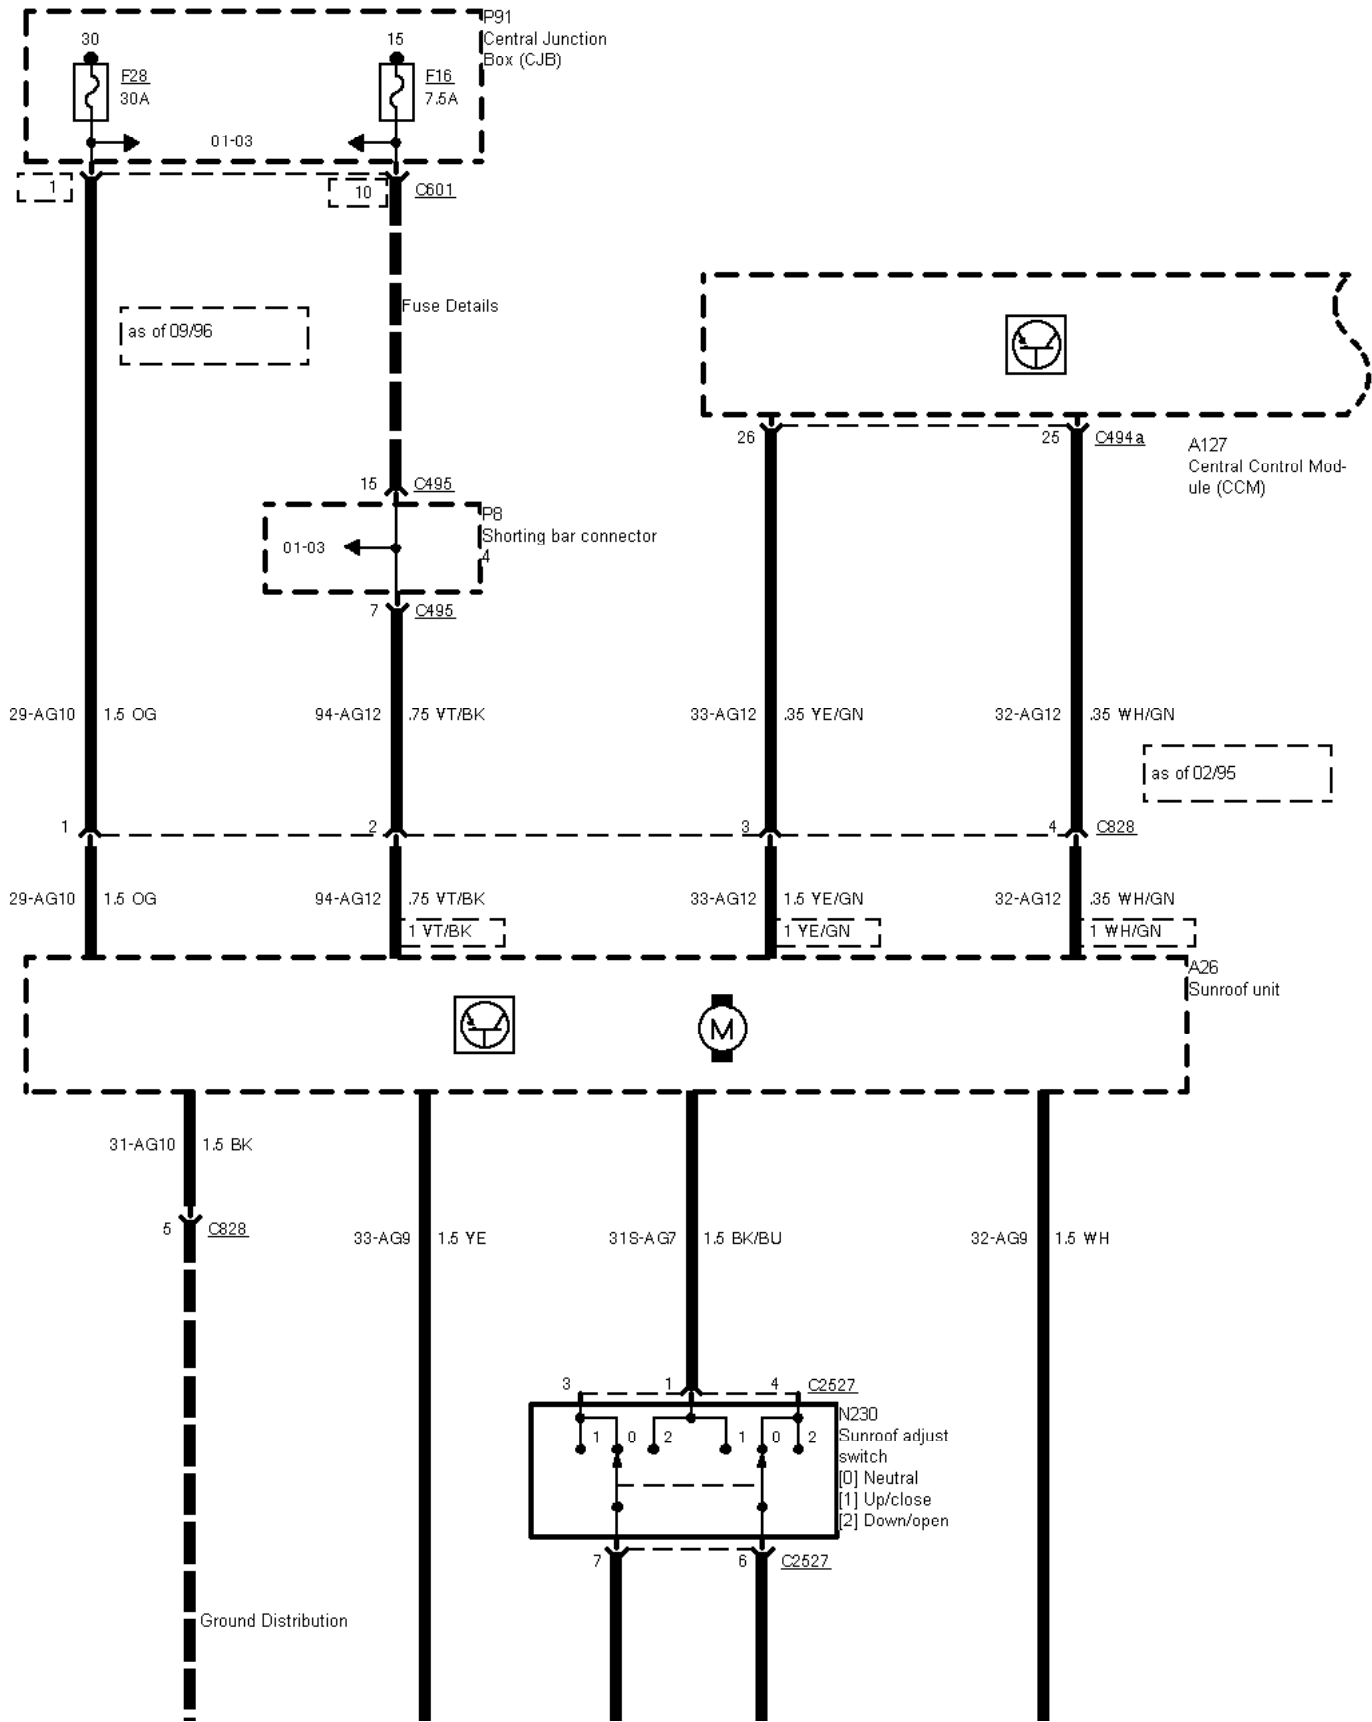 P91
Central Junction
Box (CJB)
30
15
F28
30A
F16
7.5A
01-03
1
10
C601
as of 09/96
Fuse Details
26
25
C494a
A127
Central Control Mod-
ule (CCM)
15
C495
P8
Shorting bar connector
4
01-03
7
C495
29-AG10
1.5 OG
94-AG12
.75 VT/BK
33-AG12
.35 YE/GN
32-AG12
.35 WH/GN
as of 02/95
1
2
3
4
C828
29-AG10
1.5 OG
94-AG12
.75 VT/BK
33-AG12
1.5 YE/GN
32-AG12
.35 WH/GN
1 VT/BK
1 YE/GN
1 WH/GN
A26
Sunroof unit
M
31-AG10
1.5 BK
5
C828
33-AG9
1.5 YE
31S-AG7
1.5 BK/BU
32-AG9
1.5 WH
3
1
4
C2527
1
0
2
1
0
2
N230
Sunroof adjust
switch
[0] Neutral
[1] Up/close
[2] Down/open
7
6
C2527
Ground Distribution